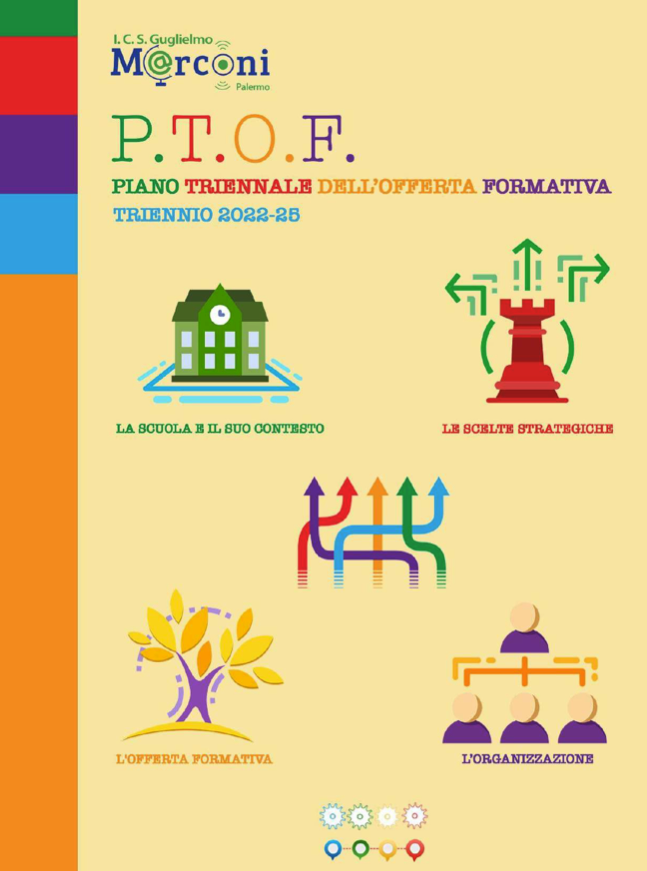 I. C. S. Guglielmo
M@rconi
Palermo
P.T.O.F.
PIANO TRIENNALE DELL'OFFERTA FORMATIVA
TRIENNIO 2022-25
LA SCUOLA E IL SUO CONTESTO
LE SCELTE STRATEGICHE
L'OFFERTA FORMATIVA
L'ORGANIZZAZIONE